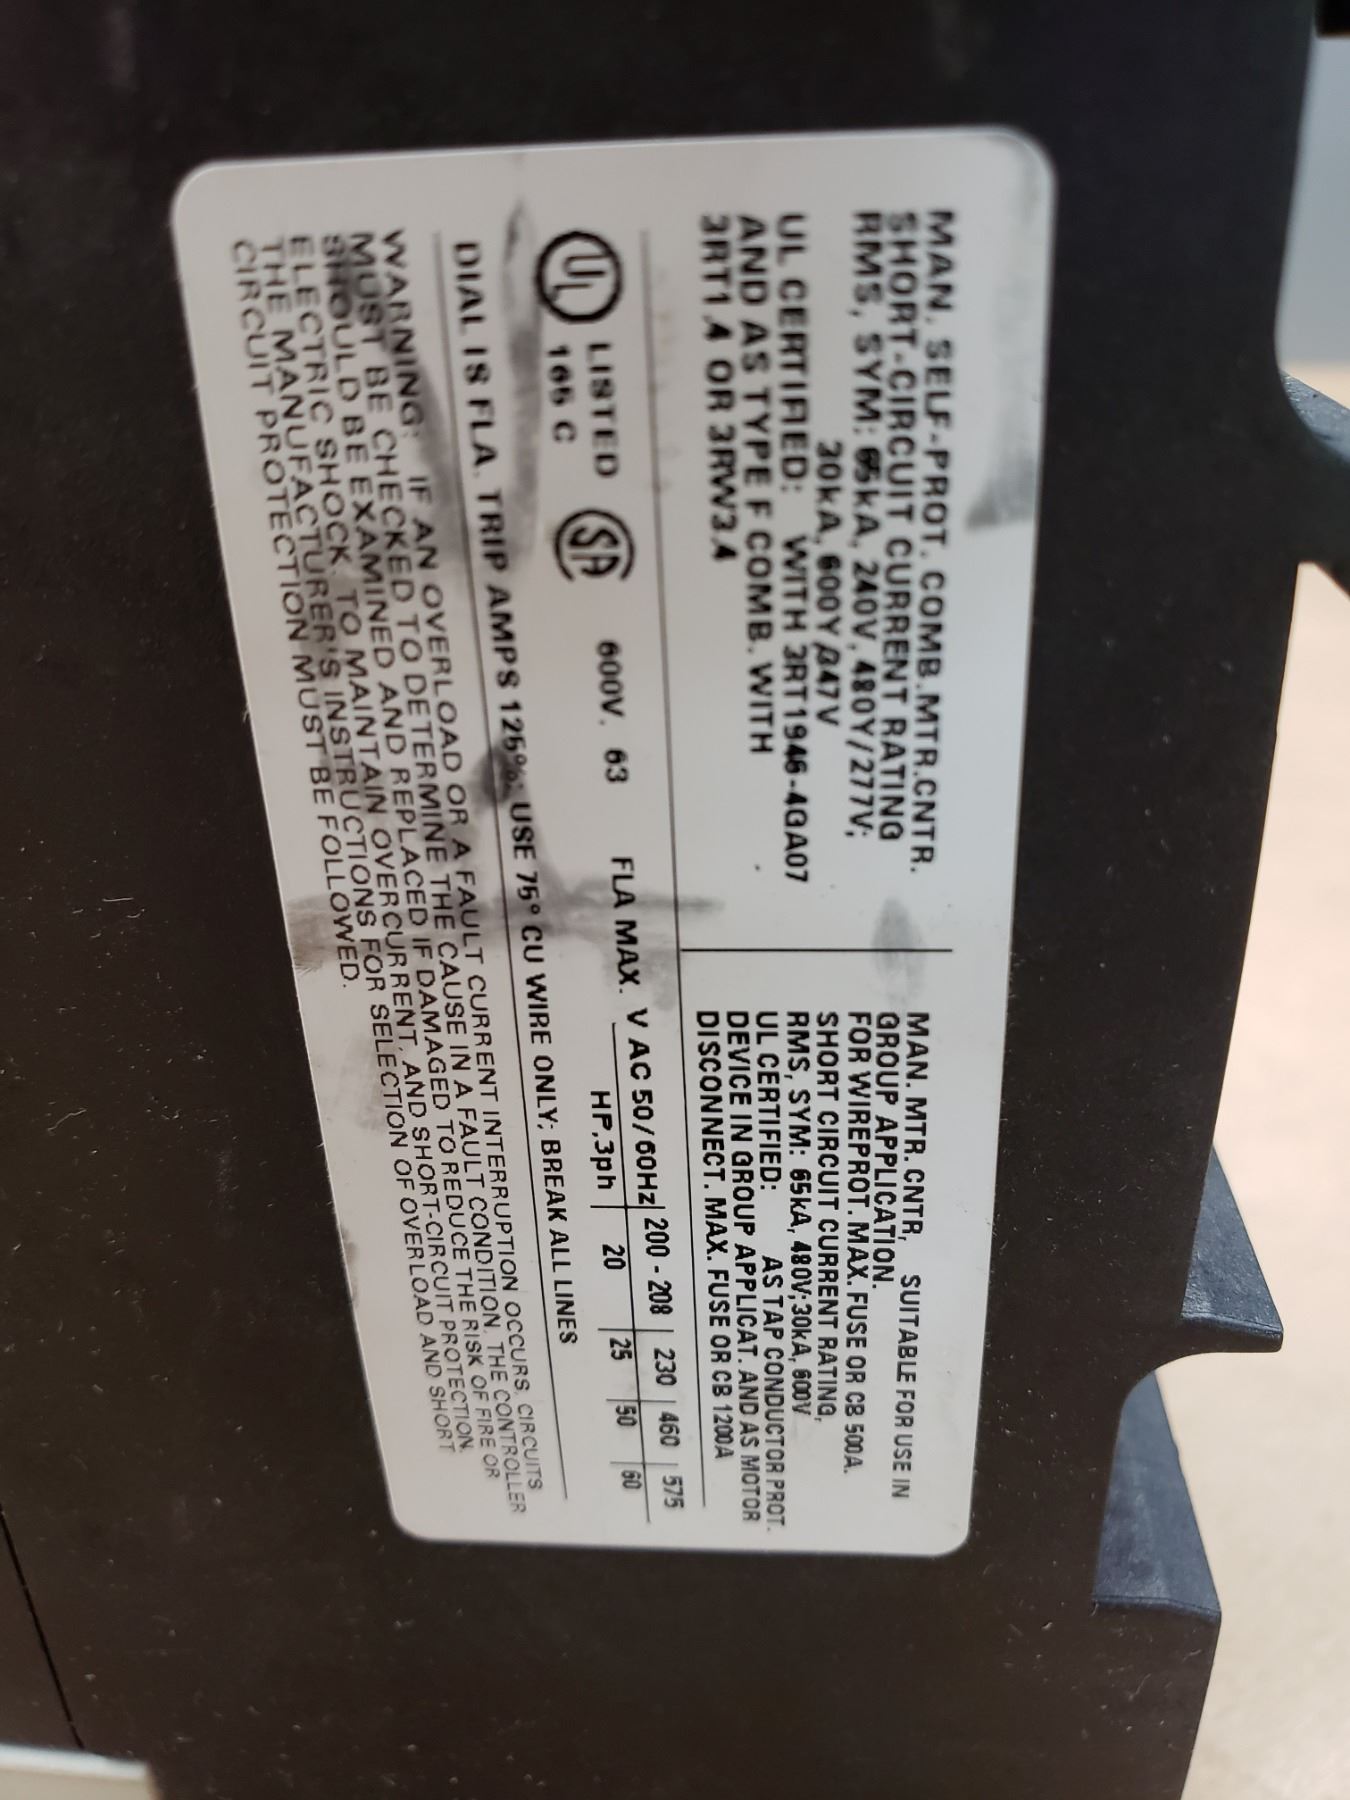 MAN. SELF-PROT. COMB.MTR.CNTR.
SHORT-CIRCUIT CURRENT RATING
RMS, SYM: 65kA, 240V, 480Y/277V;
30kA, 600Y/347V
UL CERTIFIED: WITH 3RT1946-4GA07
AND AS TYPE F COMB. WITH
3RT1.4 OR 3RW3.4
MAN. MTR. CNTR, SUITABLE FOR USE IN
GROUP APPLICATION.
FOR WIREPROT. MAX. FUSE OR CB 500A.
SHORT CIRCUIT CURRENT RATING,
RMS, SYM: 65kA, 480V; 30kA, 600V
UL CERTIFIED: AS TAP CONDUCTOR PROT.
DEVICE IN GROUP APPLICAT. AND AS MOTOR
DISCONNECT. MAX. FUSE OR CB 1200A
UL LISTED SA 600V. 63 FLA MAX. V AC 50/60Hz 200-208 230 460 575
165 C HP,3ph 20 25 50 60
DIAL IS FLA. TRIP AMPS 125%. USE 75° CU WIRE ONLY; BREAK ALL LINES
WARNING: IF AN OVERLOAD OR A FAULT CURRENT INTERRUPTION OCCURS, CIRCUITS
MUST BE CHECKED TO DETERMINE THE CAUSE IN A FAULT CONDITION, THE CONTROLLER
SHOULD BE EXAMINED AND REPLACED IF DAMAGED TO REDUCE THE RISK OF FIRE OR
ELECTRIC SHOCK. TO MAINTAIN OVERCURRENT, AND SHORT-CIRCUIT PROTECTION.
THE MANUFACTURER'S INSTRUCTIONS FOR SELECTION OF OVERLOAD AND SHORT
CIRCUIT PROTECTION MUST BE FOLLOWED.